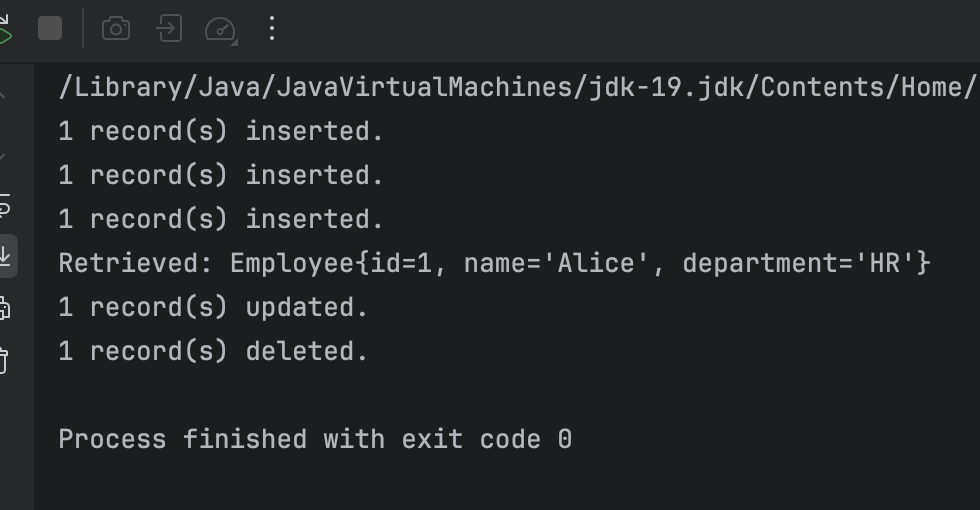 /Library/Java/JavaVirtualMachines/jdk-19.jdk/Contents/Home/
1 record(s) inserted.
1 record(s) inserted.
1 record(s) inserted.
Retrieved: Employee{id=1, name='Alice', department='HR'}
1 record(s) updated.
1 record(s) deleted.
Process finished with exit code 0